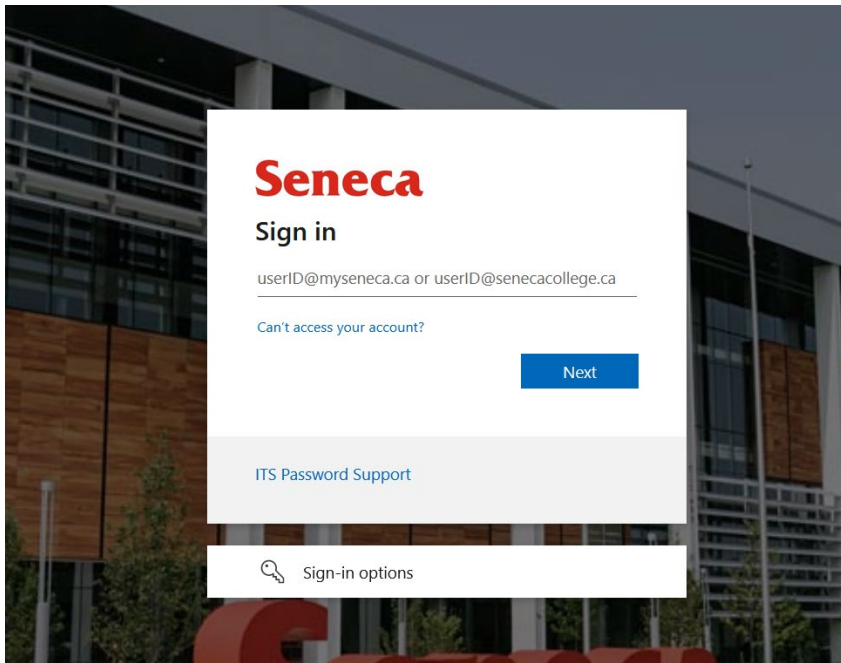 Seneca
Sign in
userID@myseneca.ca or userID@senecacollege.ca
Can't access your account?
Next
ITS Password Support
Sign-in options